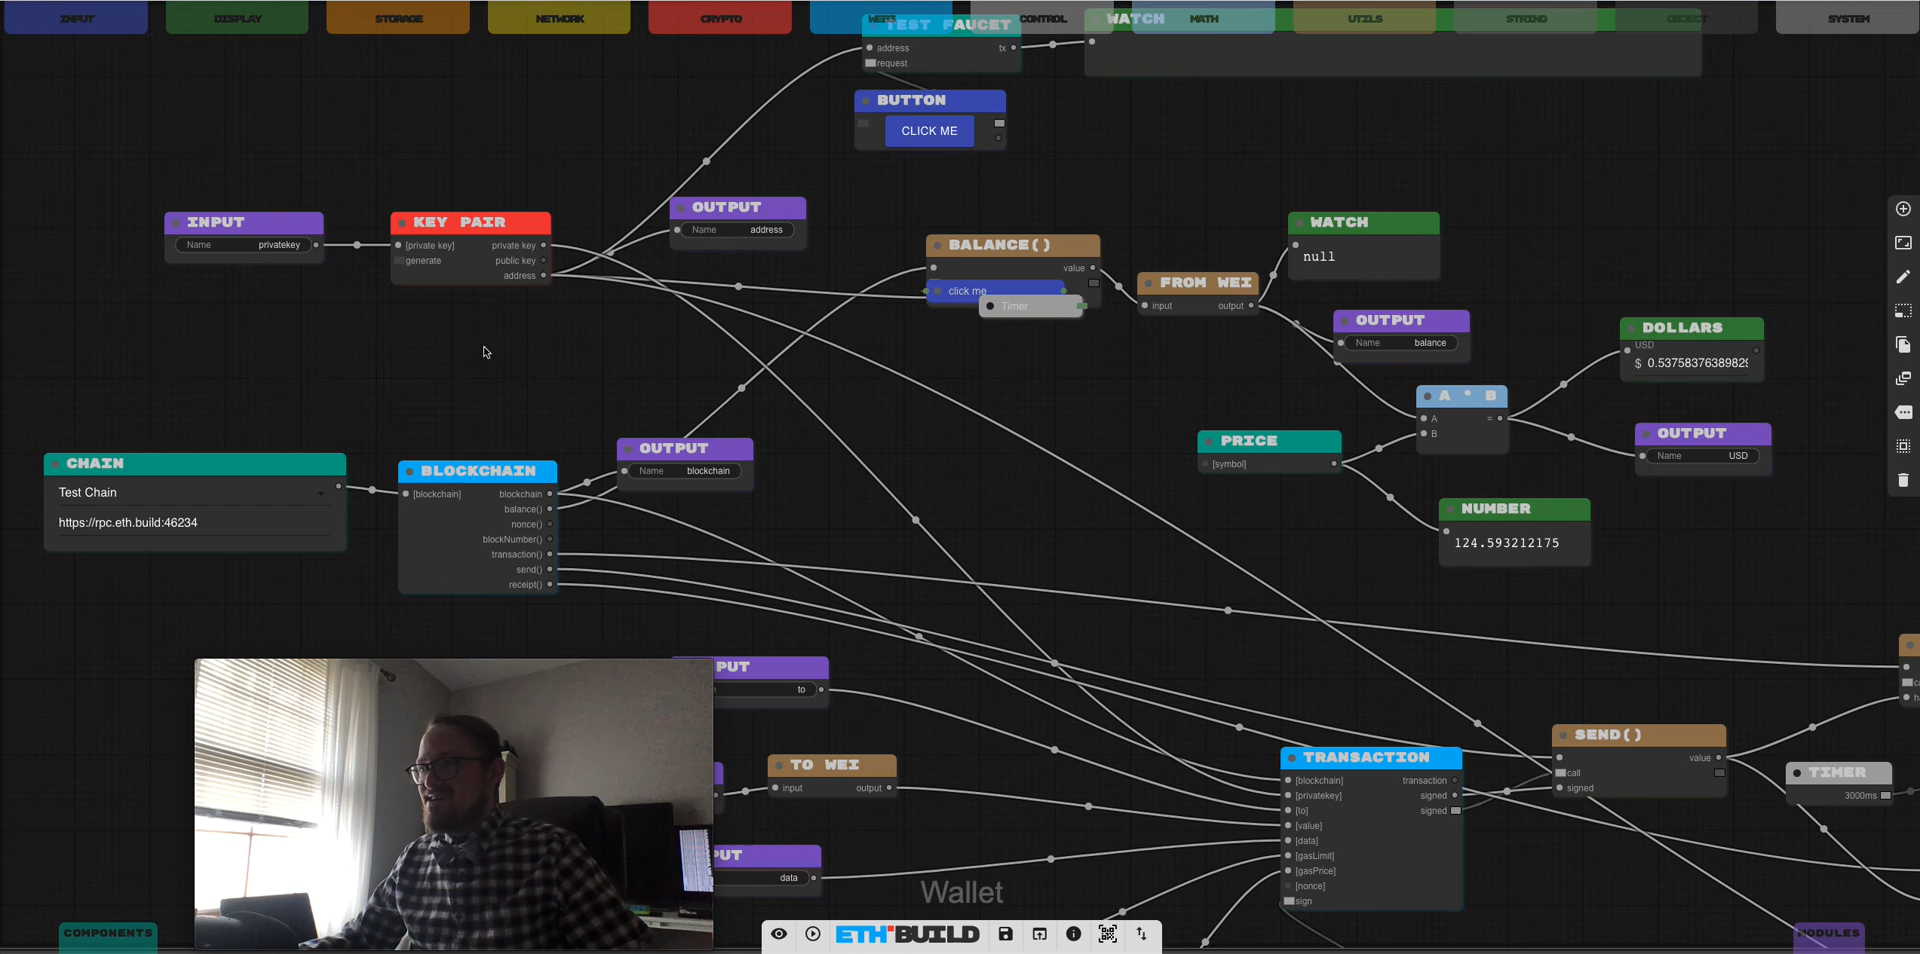 INPUT
DISPLAY
STORAGE
NETWORK
CRYPTO
WEB3
CONTROL
MATH
UTILS
STRING
OBJECT
SYSTEM
TEST FAUCET
address
tx
request
WATCH
BUTTON
CLICK ME
INPUT
Name privatekey
KEY PAIR
[private key] private key
generate public key
address
OUTPUT
Name address
BALANCE()
value
click me
Timer
FROM WEI
input output
WATCH
null
OUTPUT
Name balance
DOLLARS
USD
$ 0.5375837638982
A * B
A =
B
PRICE
[symbol]
OUTPUT
Name USD
NUMBER
124.593212175
CHAIN
Test Chain
https://rpc.eth.build:46234
BLOCKCHAIN
[blockchain] blockchain
balance()
nonce()
blockNumber()
transaction()
send()
receipt()
OUTPUT
Name blockchain
PUT
to
TO WEI
input output
PUT
data
TRANSACTION
[blockchain] transaction
[privatekey] signed
[to] signed
[value]
[data]
[gasLimit]
[gasPrice]
[nonce]
sign
SEND()
value
call
signed
TIMER
3000ms
Wallet
COMPONENTS
ETH BUILD
MODULES